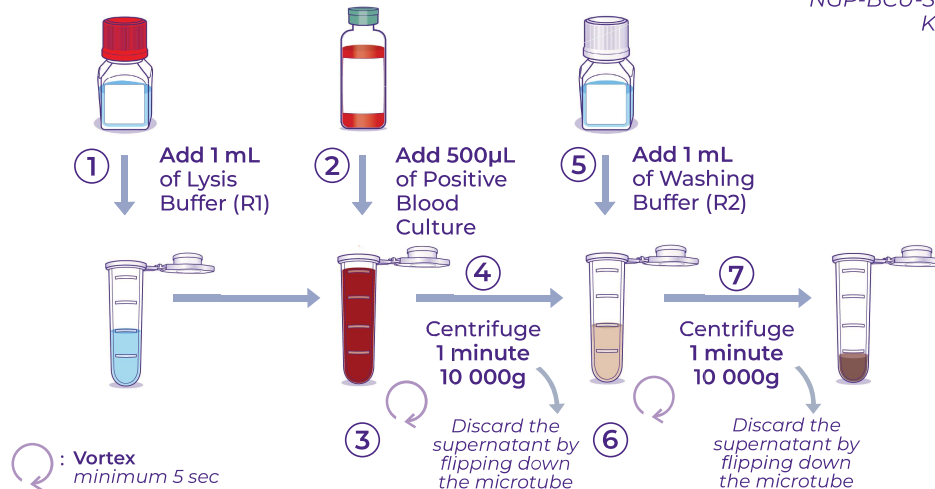 NGP-BCU-S
K
1
Add 1 mL
of Lysis
Buffer (R1)
2
Add 500µL
of Positive
Blood
Culture
5
Add 1 mL
of Washing
Buffer (R2)
4
Centrifuge
1 minute
10 000g
7
Centrifuge
1 minute
10 000g
3
Discard the
supernatant by
flipping down
the microtube
6
Discard the
supernatant by
flipping down
the microtube
: Vortex
minimum 5 sec